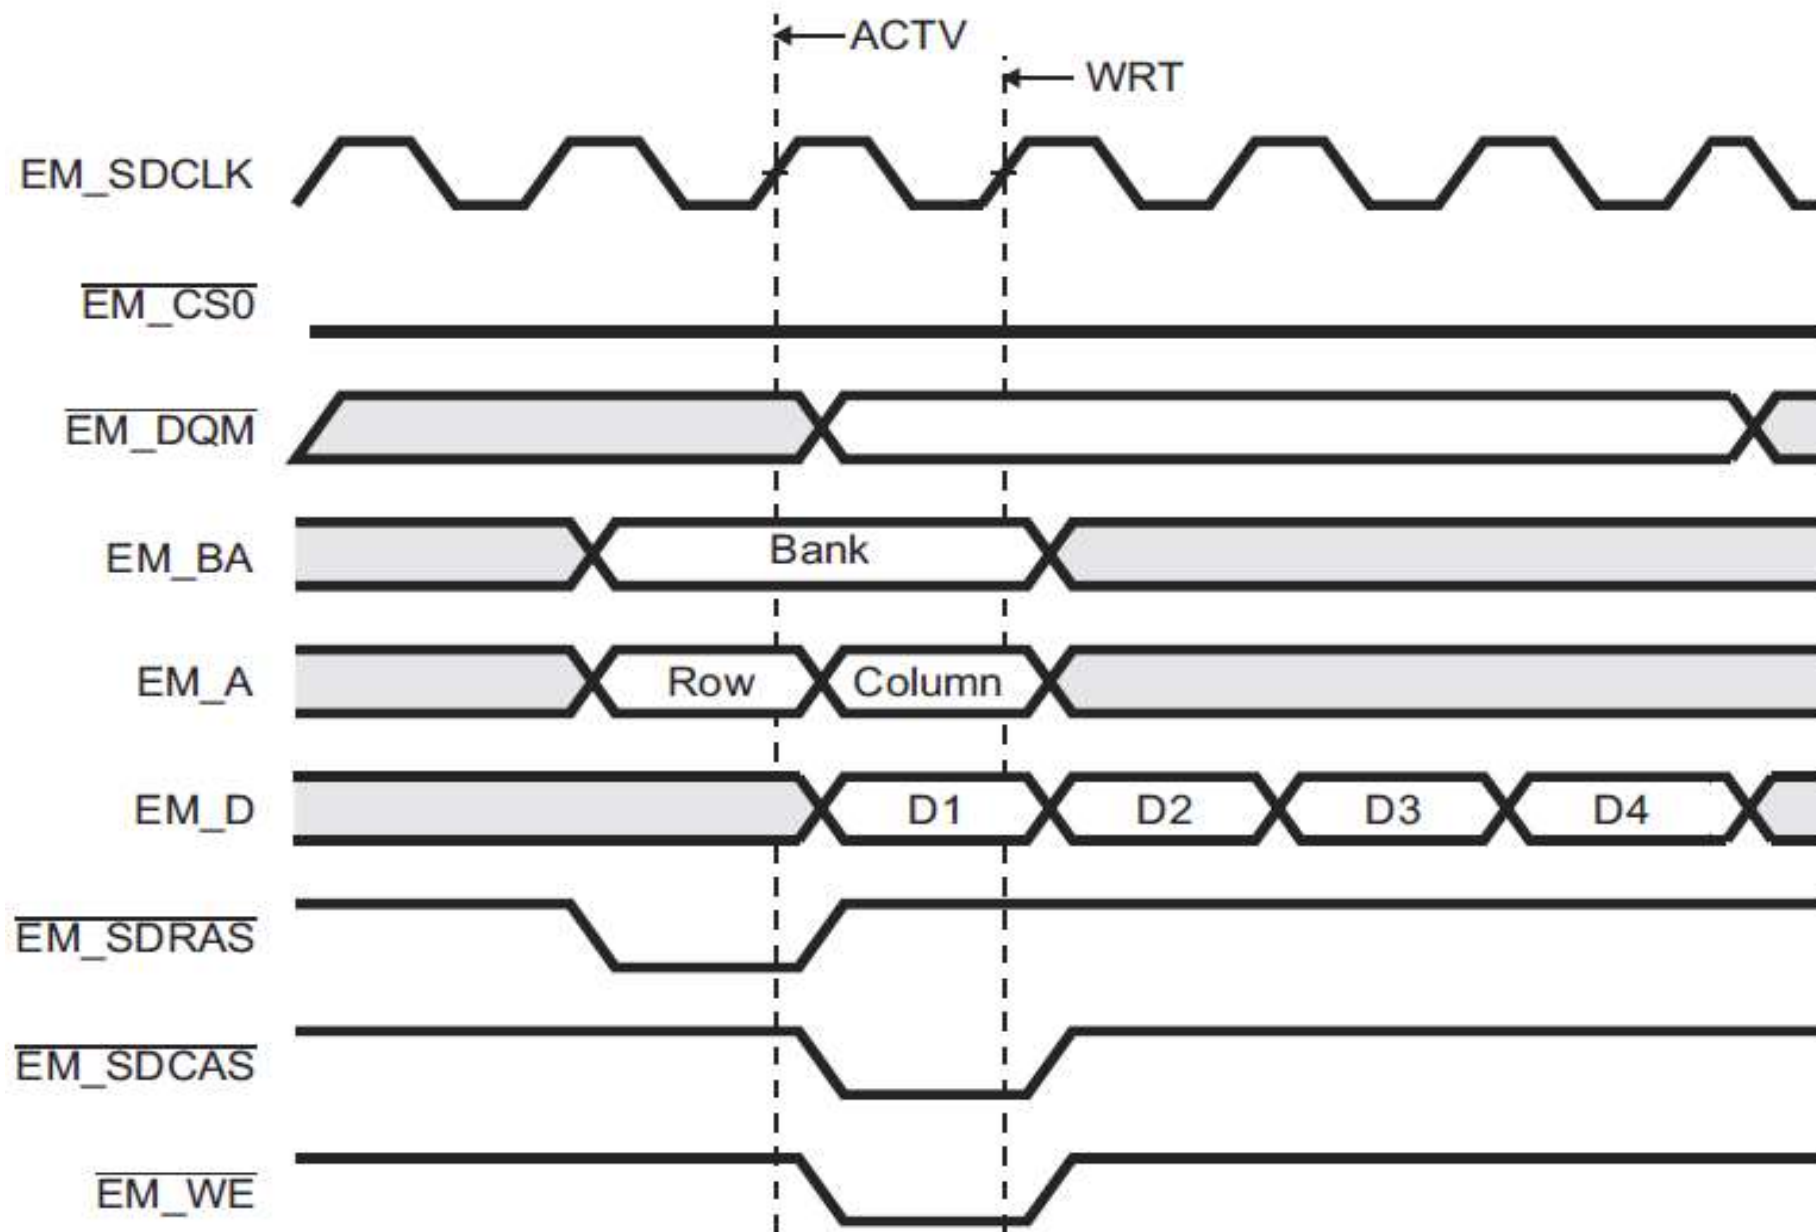 ACTV
WRT
EM_SDCLK
EM_CS0
EM_DQM
EM_BA
Bank
EM_A
Row
Column
EM_D
D1
D2
D3
D4
EM_SDRAS
EM_SDCAS
EM_WE